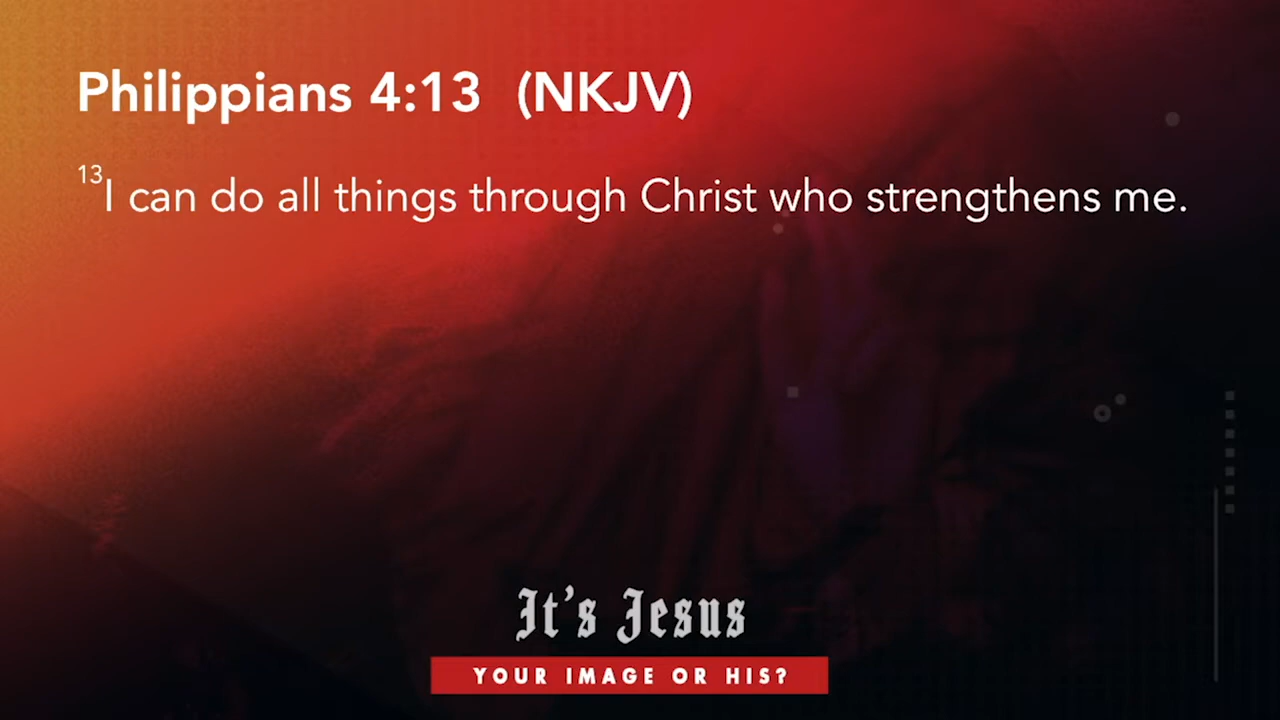 Philippians 4:13 (NKJV)
13I can do all things through Christ who strengthens me.
It's Jesus
YOUR IMAGE OR HIS?